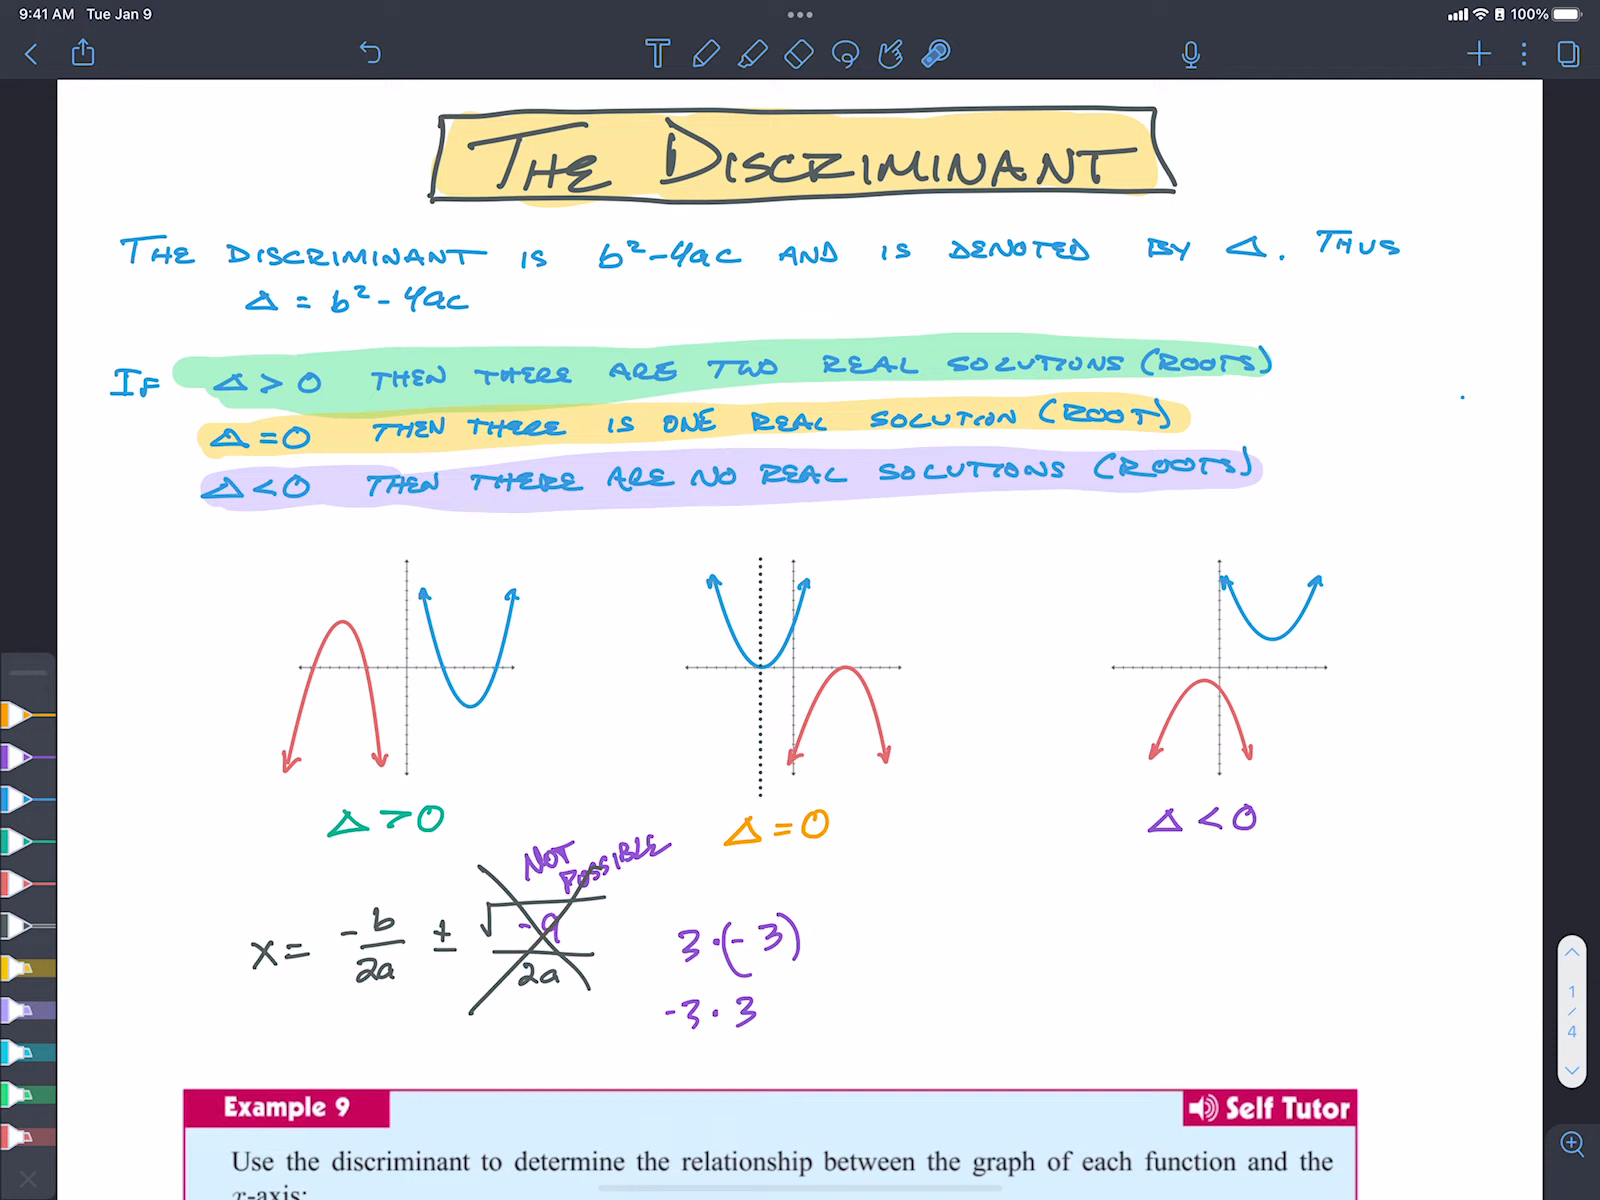 9:41 AM Tue Jan 9
100%
THE DISCRIMINANT
THE DISCRIMINANT IS b²-4ac AND IS DENOTED BY Δ. THUS
Δ = b²-4ac
IF Δ > 0 THEN THERE ARE TWO REAL SOLUTIONS (ROOTS)
Δ = 0 THEN THERE IS ONE REAL SOLUTION (ROOT)
Δ < 0 THEN THERE ARE NO REAL SOLUTIONS (ROOTS)
Δ > 0
Δ = 0
Δ < 0
NOT POSSIBLE
x = -b/2a ± √-9/2a
3·(-3)
-3·3
1/4
Example 9
Self Tutor
Use the discriminant to determine the relationship between the graph of each function and the
x-axis: